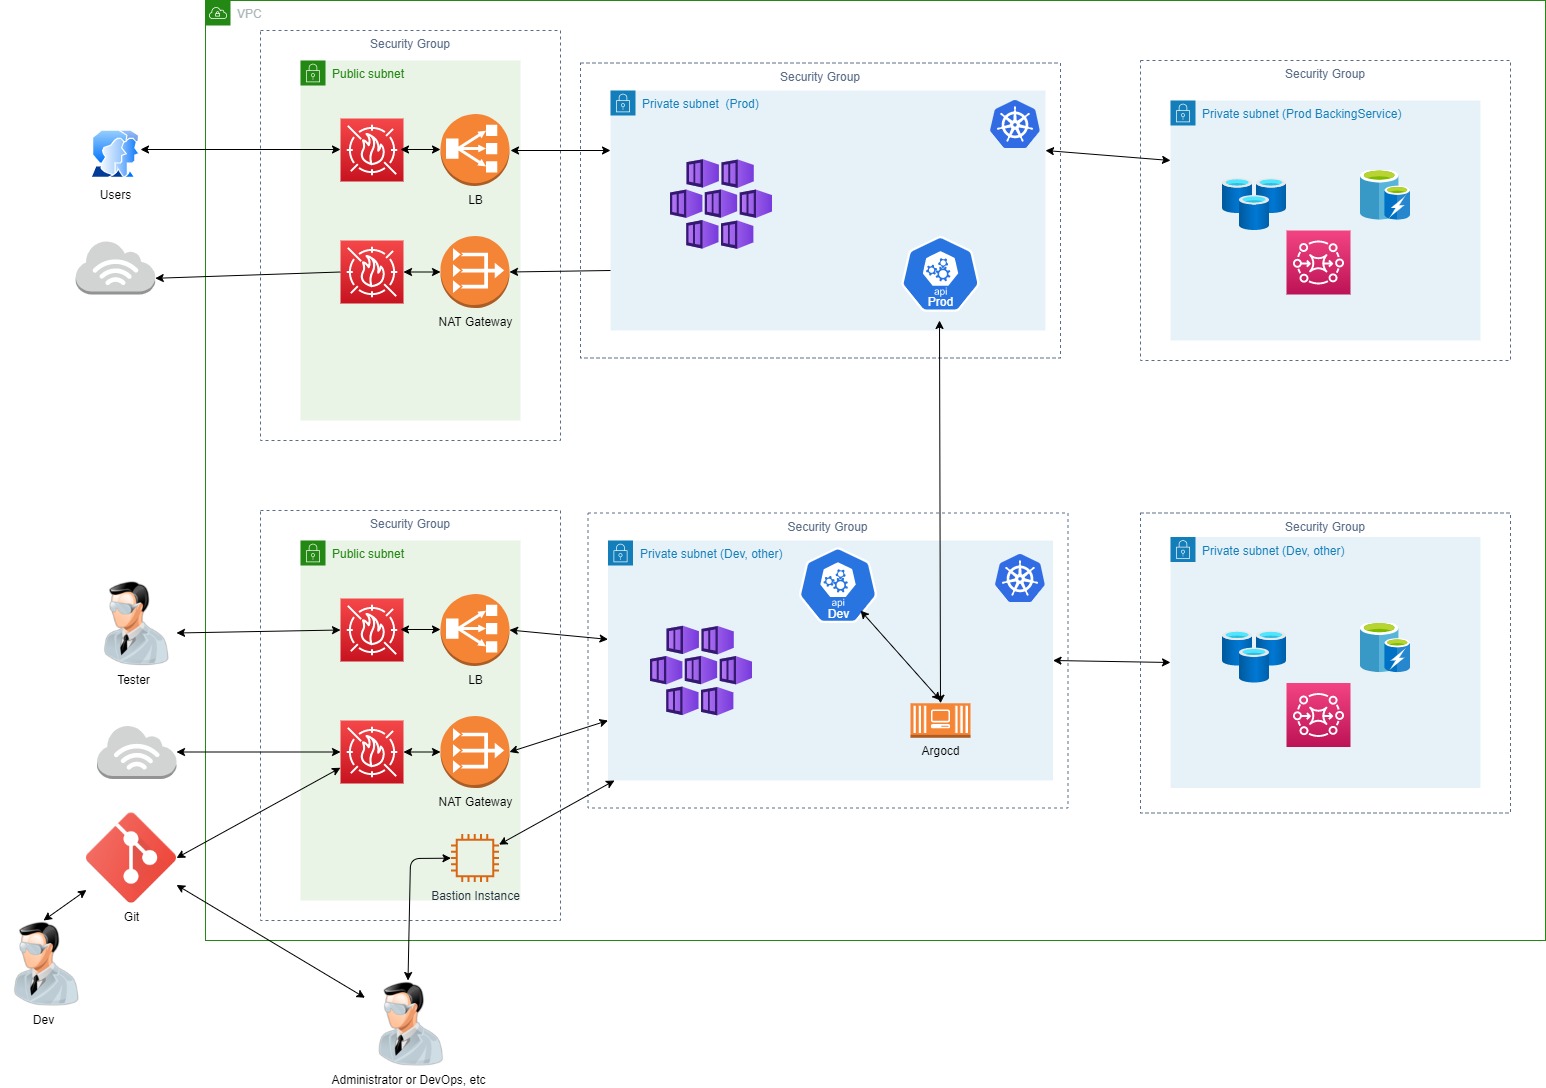 VPC
Security Group
Public subnet
Users
LB
NAT Gateway
Security Group
Private subnet  (Prod)
api
Prod
Security Group
Private subnet (Prod BackingService)
Security Group
Public subnet
Tester
LB
NAT Gateway
Bastion Instance
Security Group
Private subnet (Dev, other)
api
Dev
Argocd
Security Group
Private subnet (Dev, other)
Git
Dev
Administrator or DevOps, etc